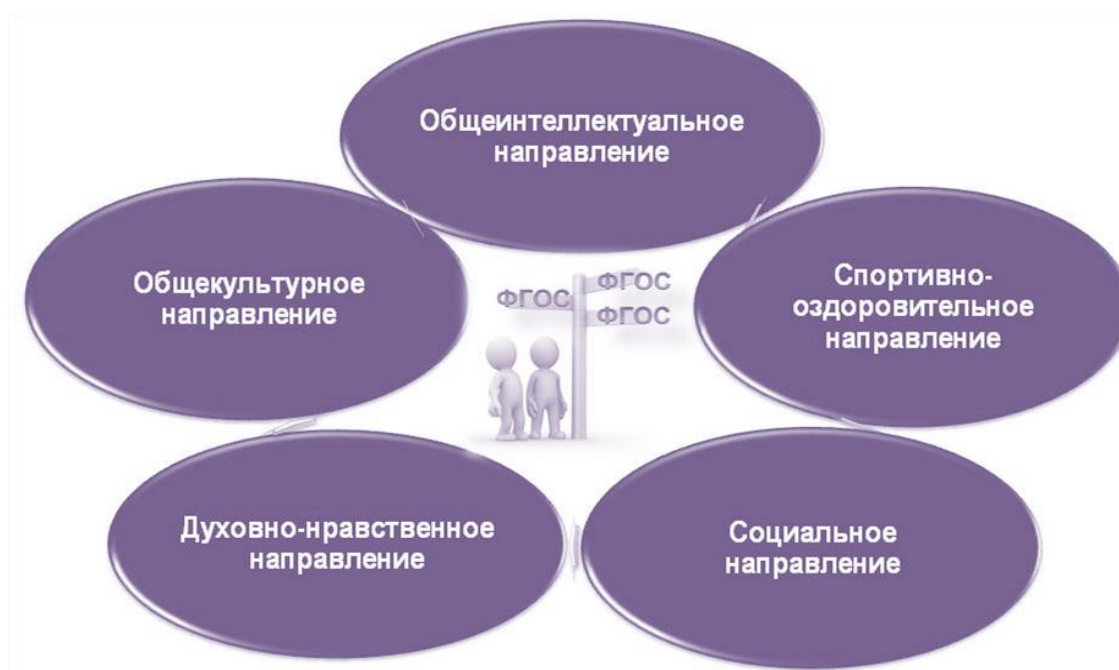 Общеинтеллектуальное
направление
Общекультурное
направление
Спортивно-
оздоровительное
направление
ФГОС
ФГОС
ФГОС
Духовно-нравственное
направление
Социальное
направление